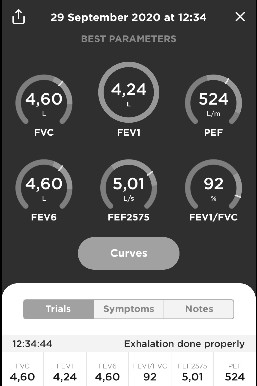 29 September 2020 at 12:34
BEST PARAMETERS
4,60 4,24 524
L L L/m
FVC FEV1 PEF
4,60 5,01 92
L L/s %
FEV6 FEF2575 FEV1/FVC
Curves
Trials Symptoms Notes
12:34:44 Exhalation done properly
FVC FEV1 FEV6 FEV1/FVC FEF2575 PEF
4,60 4,24 4,60 92 5,01 524